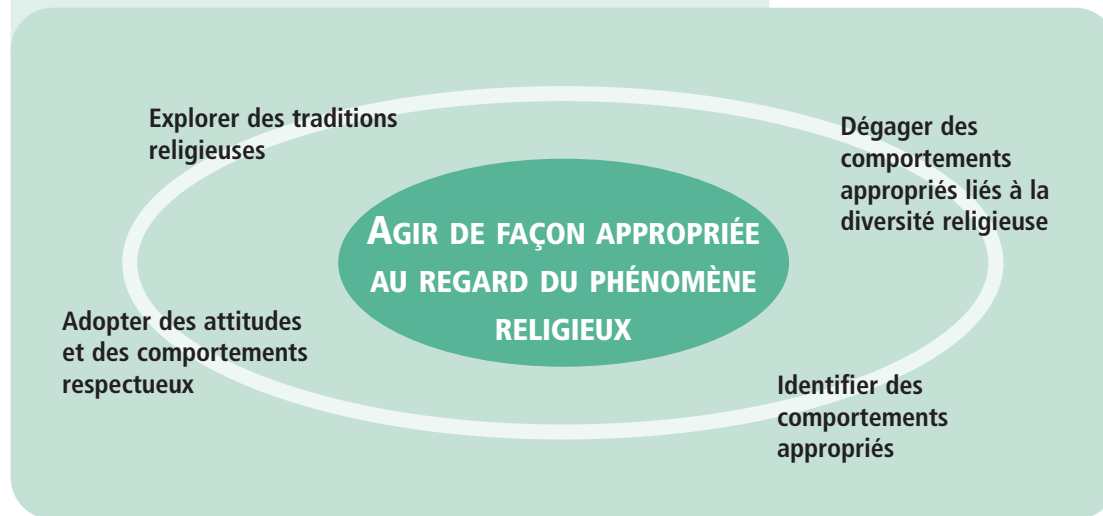 Explorer des traditions
religieuses
Dégager des
comportements
appropriés liés à la
diversité religieuse
AGIR DE FAÇON APPROPRIÉE
AU REGARD DU PHÉNOMÈNE
RELIGIEUX
Adopter des attitudes
et des comportements
respectueux
Identifier des
comportements
appropriés